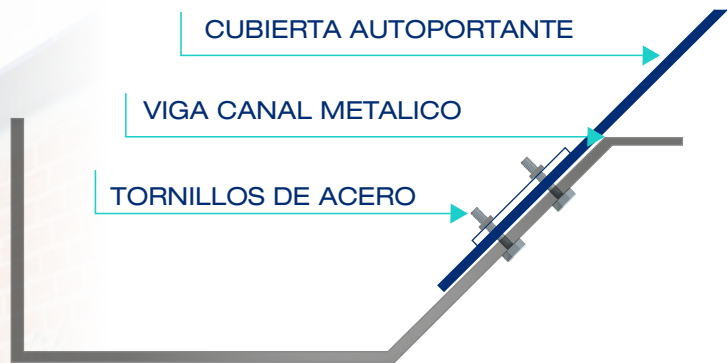 CUBIERTA AUTOPORTANTE
VIGA CANAL METALICO
TORNILLOS DE ACERO